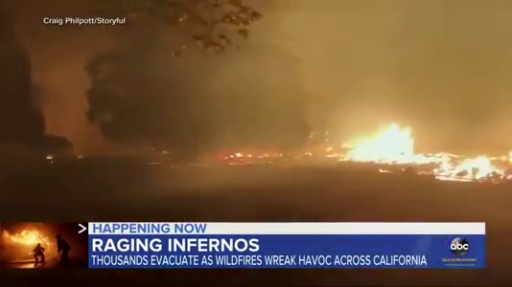 Craig Philpott/Storyful
HAPPENING NOW
RAGING INFERNOS
THOUSANDS EVACUATE AS WILDFIRES WREAK HAVOC ACROSS CALIFORNIA
abc